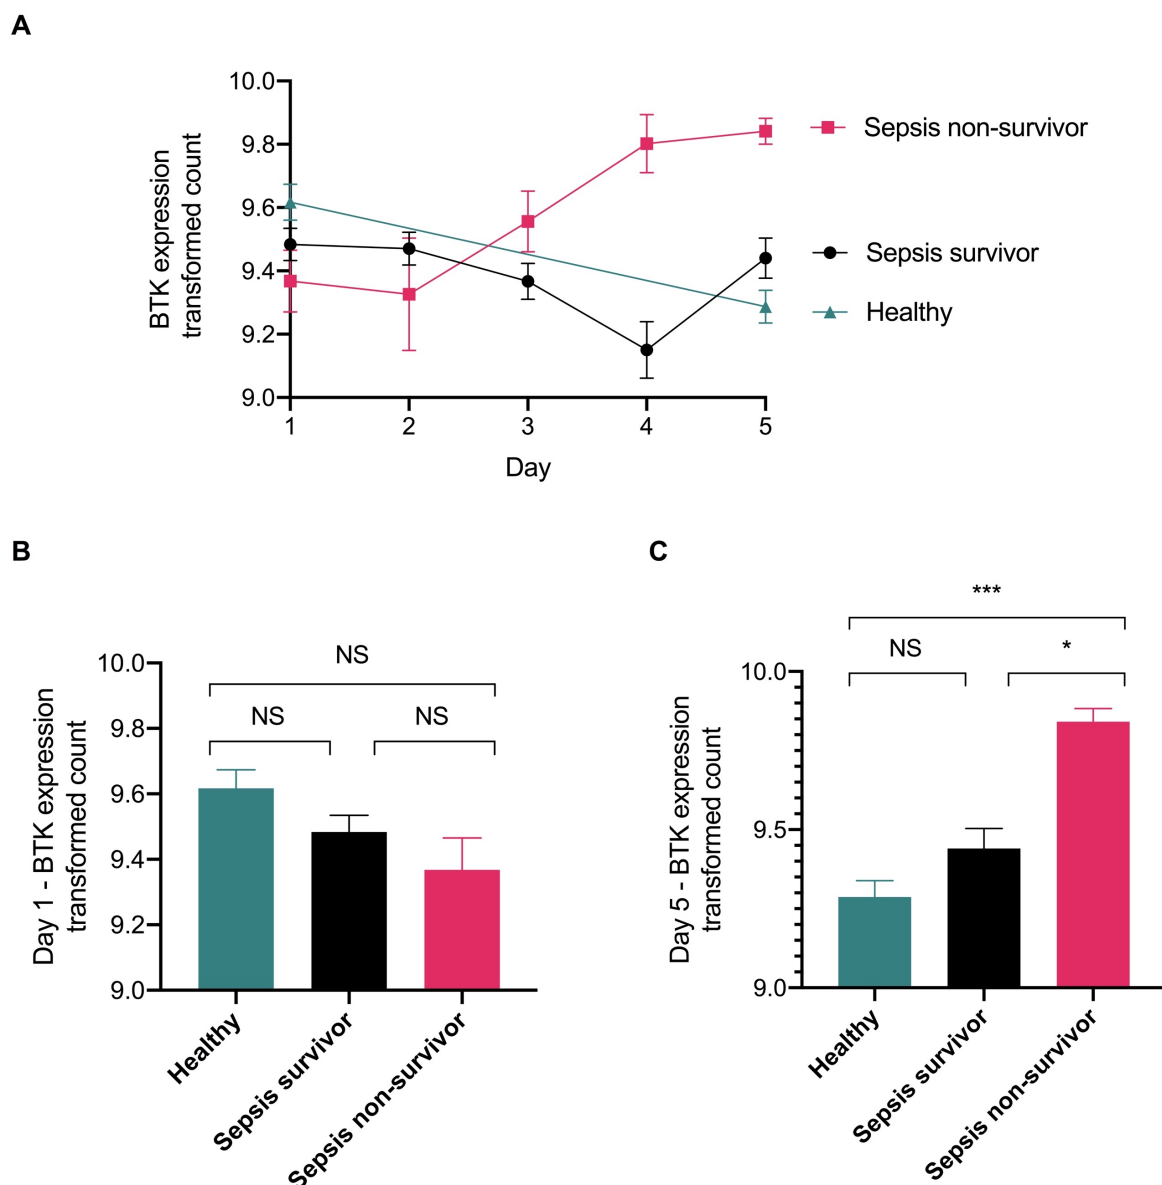 A
BTK expression
transformed count
10.0
9.8
9.6
9.4
9.2
9.0
1 2 3 4 5
Day
Sepsis non-survivor
Sepsis survivor
Healthy
B
Day 1 - BTK expression
transformed count
10.0
9.8
9.6
9.4
9.2
9.0
NS
NS NS
Healthy
Sepsis survivor
Sepsis non-survivor
C
Day 5 - BTK expression
transformed count
10.0
9.5
9.0
***
NS *
Healthy
Sepsis survivor
Sepsis non-survivor